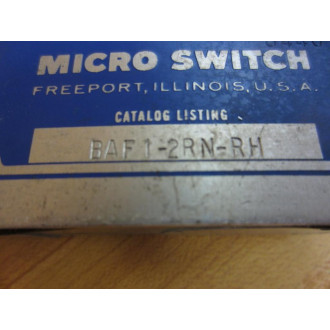 MICRO SWITCH
FREEPORT, ILLINOIS, U.S.A.
CATALOG LISTING
BAF1-2RN-RH